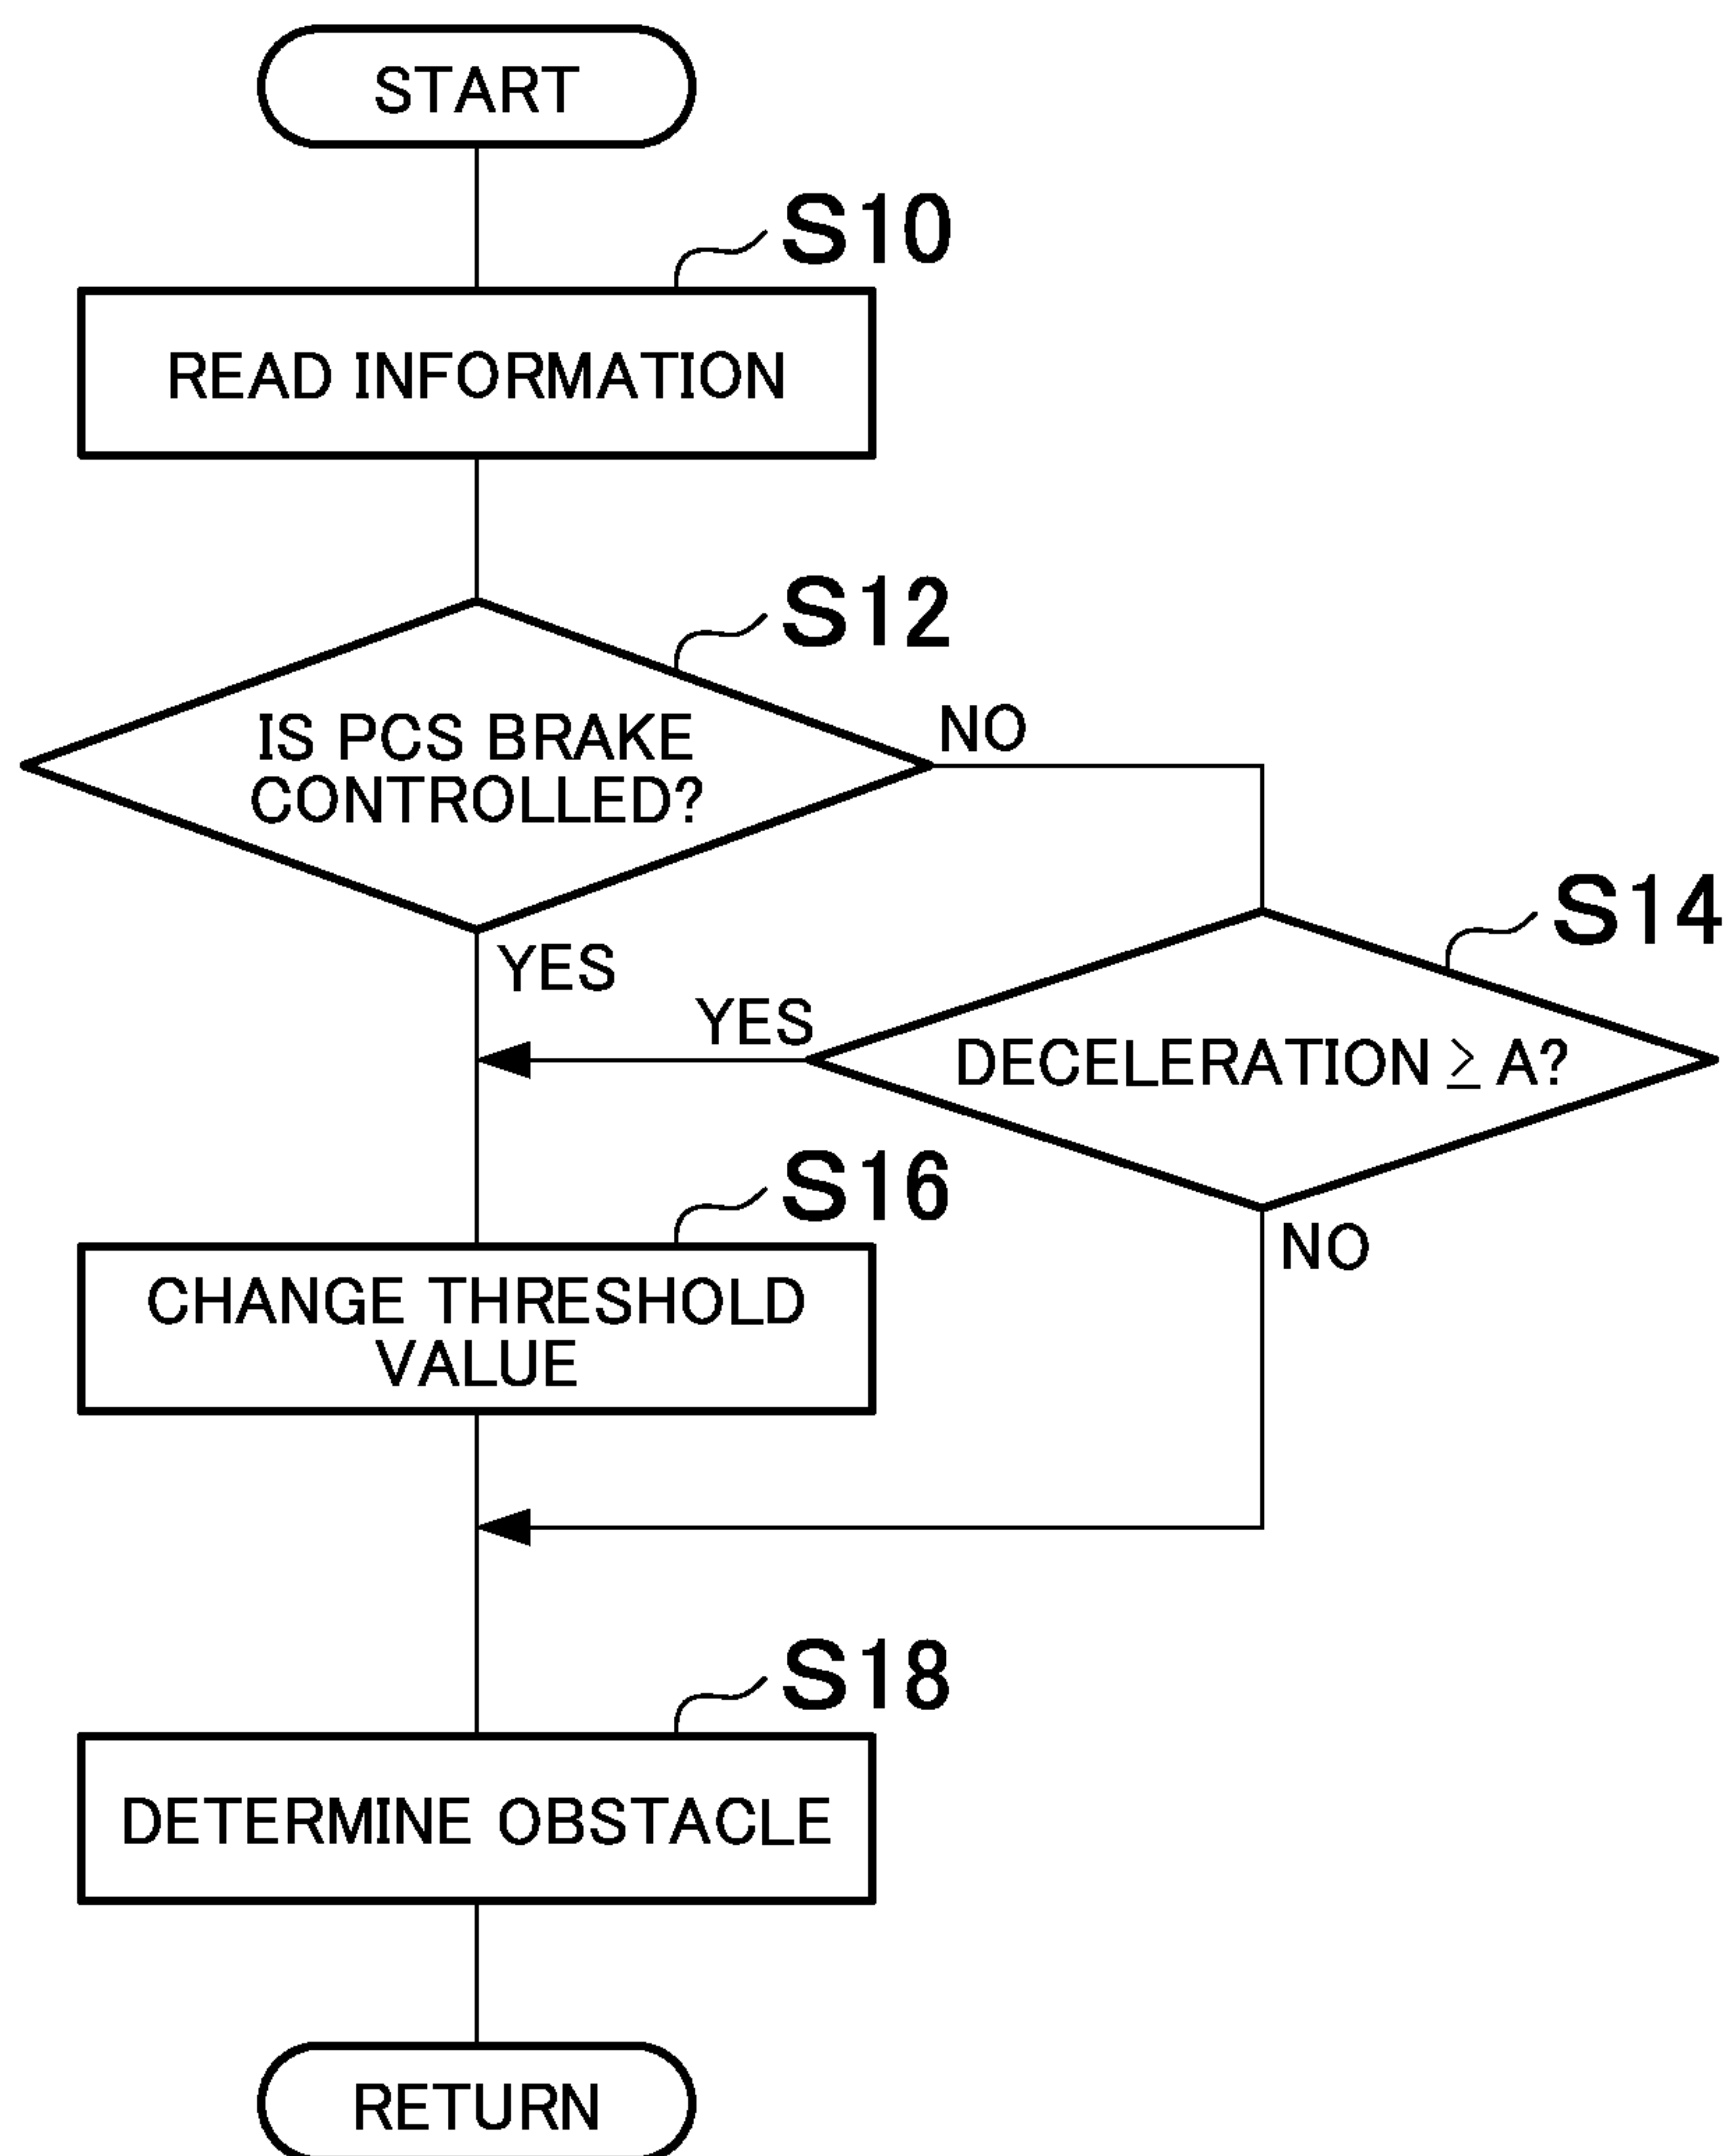 START
S10
READ INFORMATION
S12
IS PCS BRAKE
CONTROLLED?
NO
YES
S14
YES
DECELERATION ≥ A?
NO
S16
CHANGE THRESHOLD
VALUE
S18
DETERMINE OBSTACLE
RETURN